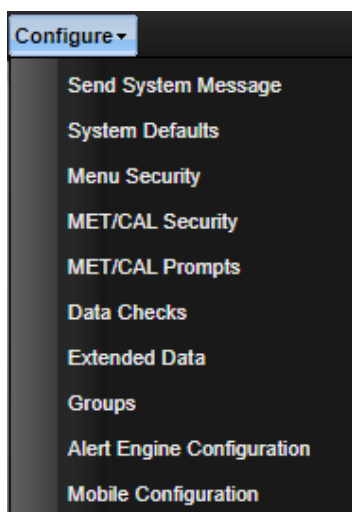 Configure
Send System Message
System Defaults
Menu Security
MET/CAL Security
MET/CAL Prompts
Data Checks
Extended Data
Groups
Alert Engine Configuration
Mobile Configuration